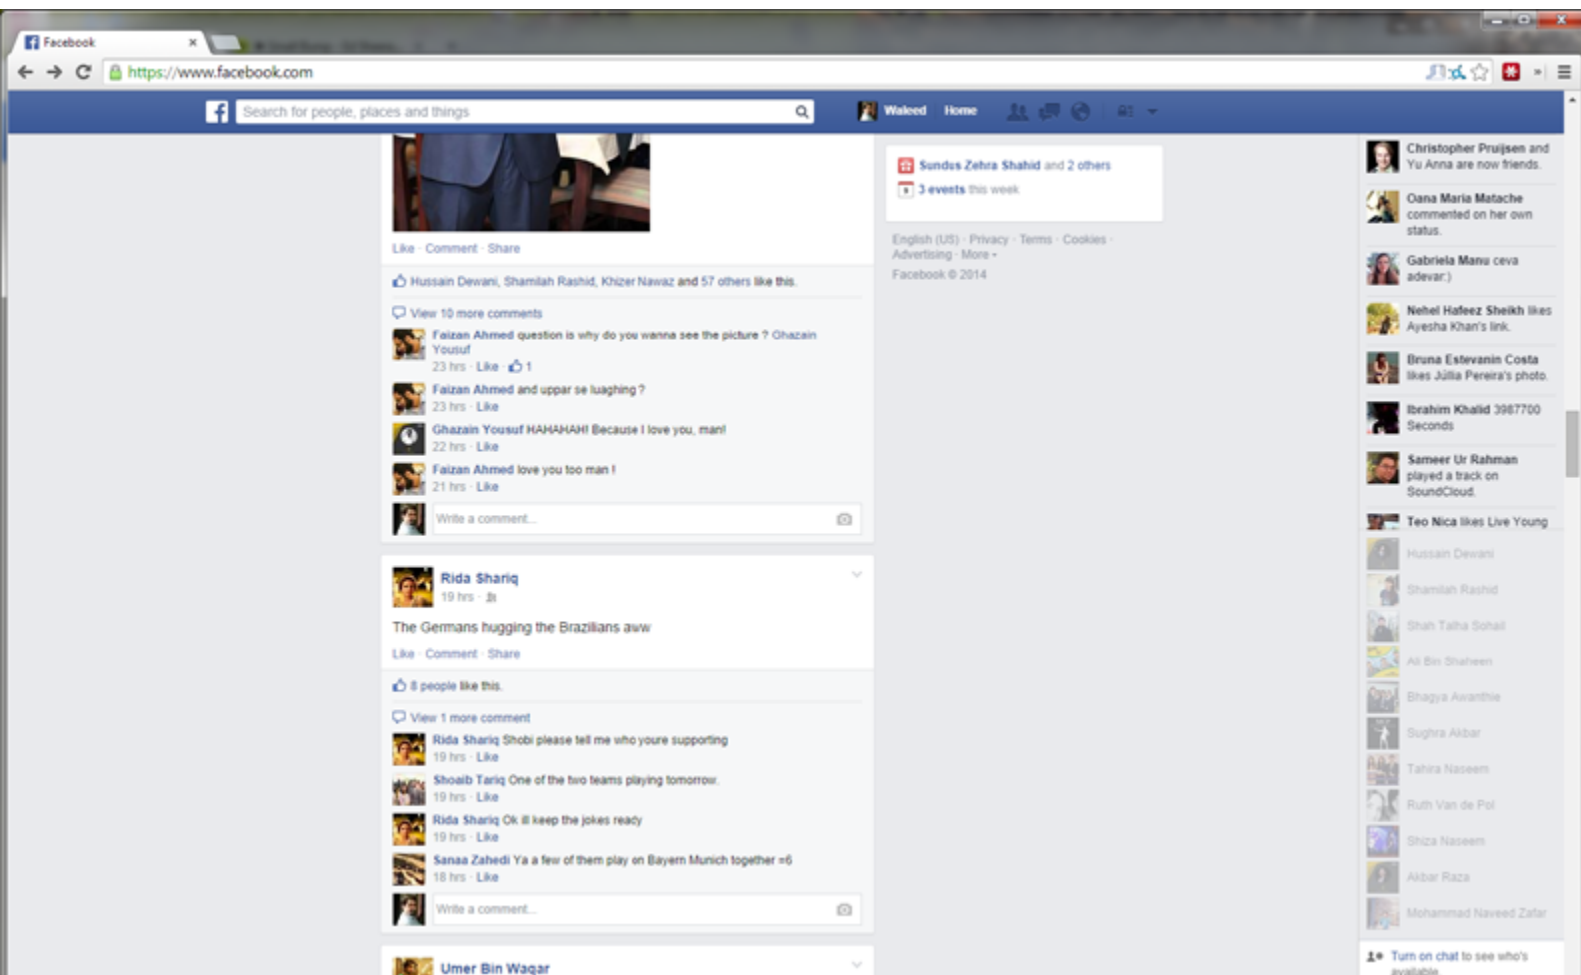 Facebook
https://www.facebook.com
Search for people, places and things
Waleed Home
Like · Comment · Share
Hussain Dewani, Shamilah Rashid, Khizer Nawaz and 57 others like this.
View 10 more comments
Faizan Ahmed question is why do you wanna see the picture ? Ghazain
Yousuf
23 hrs · Like · 1
Faizan Ahmed and uppar se luaghing ?
23 hrs · Like
Ghazain Yousuf HAHAHAH! Because I love you, man!
22 hrs · Like
Faizan Ahmed love you too man !
21 hrs · Like
Write a comment...
Rida Shariq
19 hrs ·
The Germans hugging the Brazilians aww
Like · Comment · Share
8 people like this.
View 1 more comment
Rida Shariq Shobi please tell me who youre supporting
19 hrs · Like
Shoaib Tariq One of the two teams playing tomorrow.
19 hrs · Like
Rida Shariq Ok ill keep the jokes ready
19 hrs · Like
Sanaa Zahedi Ya a few of them play on Bayern Munich together =6
18 hrs · Like
Write a comment...
Umer Bin Waqar
Sundus Zehra Shahid and 2 others
3 events this week
English (US) · Privacy · Terms · Cookies ·
Advertising · More
Facebook © 2014
Christopher Pruijsen and
Yu Anna are now friends.
Oana Maria Matache
commented on her own
status.
Gabriela Manu ceva
adevar:)
Nehel Hafeez Sheikh likes
Ayesha Khan's link.
Bruna Estevanin Costa
likes Júllia Pereira's photo.
Ibrahim Khalid 3987700
Seconds
Sameer Ur Rahman
played a track on
SoundCloud.
Teo Nica likes Live Young
Hussain Dewani
Shamilah Rashid
Shah Talha Sohail
Ali Bin Shaheen
Bhagya Awanthie
Sughra Akbar
Tahira Naseem
Ruth Van de Pol
Shiza Naseem
Akbar Raza
Mohammad Naveed Zafar
Turn on chat to see who's
available.